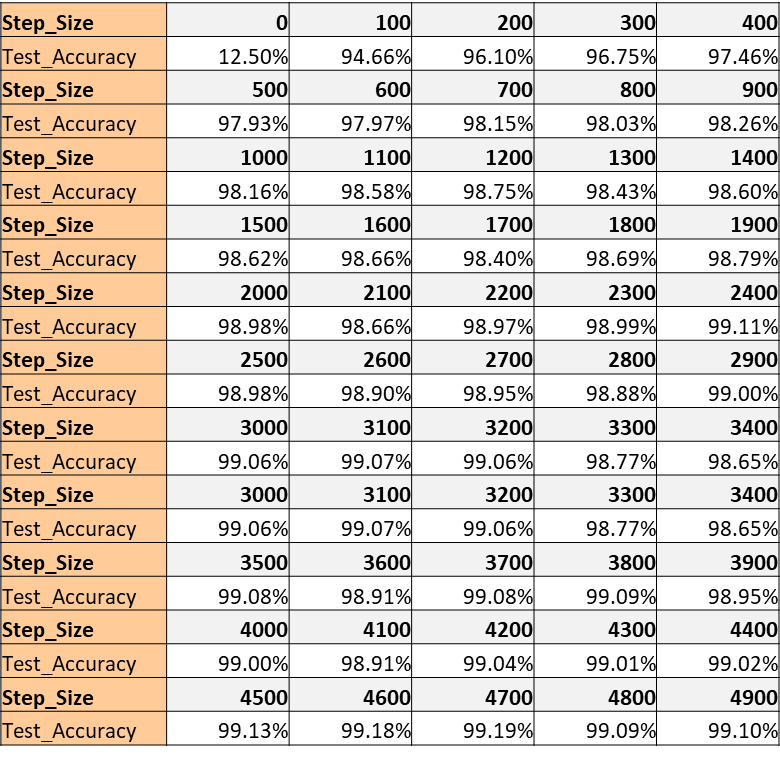 Step_Size 0 100 200 300 400
Test_Accuracy 12.50% 94.66% 96.10% 96.75% 97.46%
Step_Size 500 600 700 800 900
Test_Accuracy 97.93% 97.97% 98.15% 98.03% 98.26%
Step_Size 1000 1100 1200 1300 1400
Test_Accuracy 98.16% 98.58% 98.75% 98.43% 98.60%
Step_Size 1500 1600 1700 1800 1900
Test_Accuracy 98.62% 98.66% 98.40% 98.69% 98.79%
Step_Size 2000 2100 2200 2300 2400
Test_Accuracy 98.98% 98.66% 98.97% 98.99% 99.11%
Step_Size 2500 2600 2700 2800 2900
Test_Accuracy 98.98% 98.90% 98.95% 98.88% 99.00%
Step_Size 3000 3100 3200 3300 3400
Test_Accuracy 99.06% 99.07% 99.06% 98.77% 98.65%
Step_Size 3000 3100 3200 3300 3400
Test_Accuracy 99.06% 99.07% 99.06% 98.77% 98.65%
Step_Size 3500 3600 3700 3800 3900
Test_Accuracy 99.08% 98.91% 99.08% 99.09% 98.95%
Step_Size 4000 4100 4200 4300 4400
Test_Accuracy 99.00% 98.91% 99.04% 99.01% 99.02%
Step_Size 4500 4600 4700 4800 4900
Test_Accuracy 99.13% 99.18% 99.19% 99.09% 99.10%